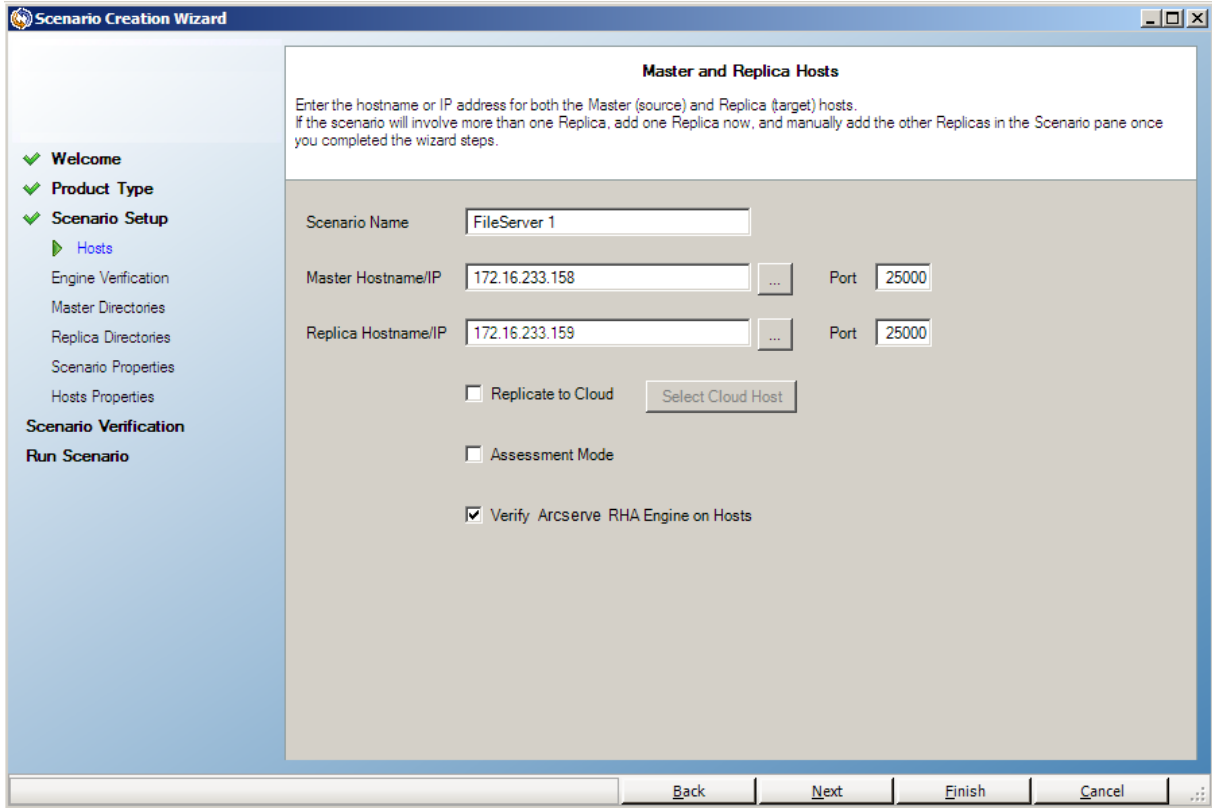 Scenario Creation Wizard
Master and Replica Hosts
Enter the hostname or IP address for both the Master (source) and Replica (target) hosts.
If the scenario will involve more than one Replica, add one Replica now, and manually add the other Replicas in the Scenario pane once
you completed the wizard steps.
Welcome
Product Type
Scenario Setup
Hosts
Engine Verification
Master Directories
Replica Directories
Scenario Properties
Hosts Properties
Scenario Verification
Run Scenario
Scenario Name FileServer 1
Master Hostname/IP 172.16.233.158 ... Port 25000
Replica Hostname/IP 172.16.233.159 ... Port 25000
Replicate to Cloud Select Cloud Host
Assessment Mode
Verify Arcserve RHA Engine on Hosts
Back Next Finish Cancel